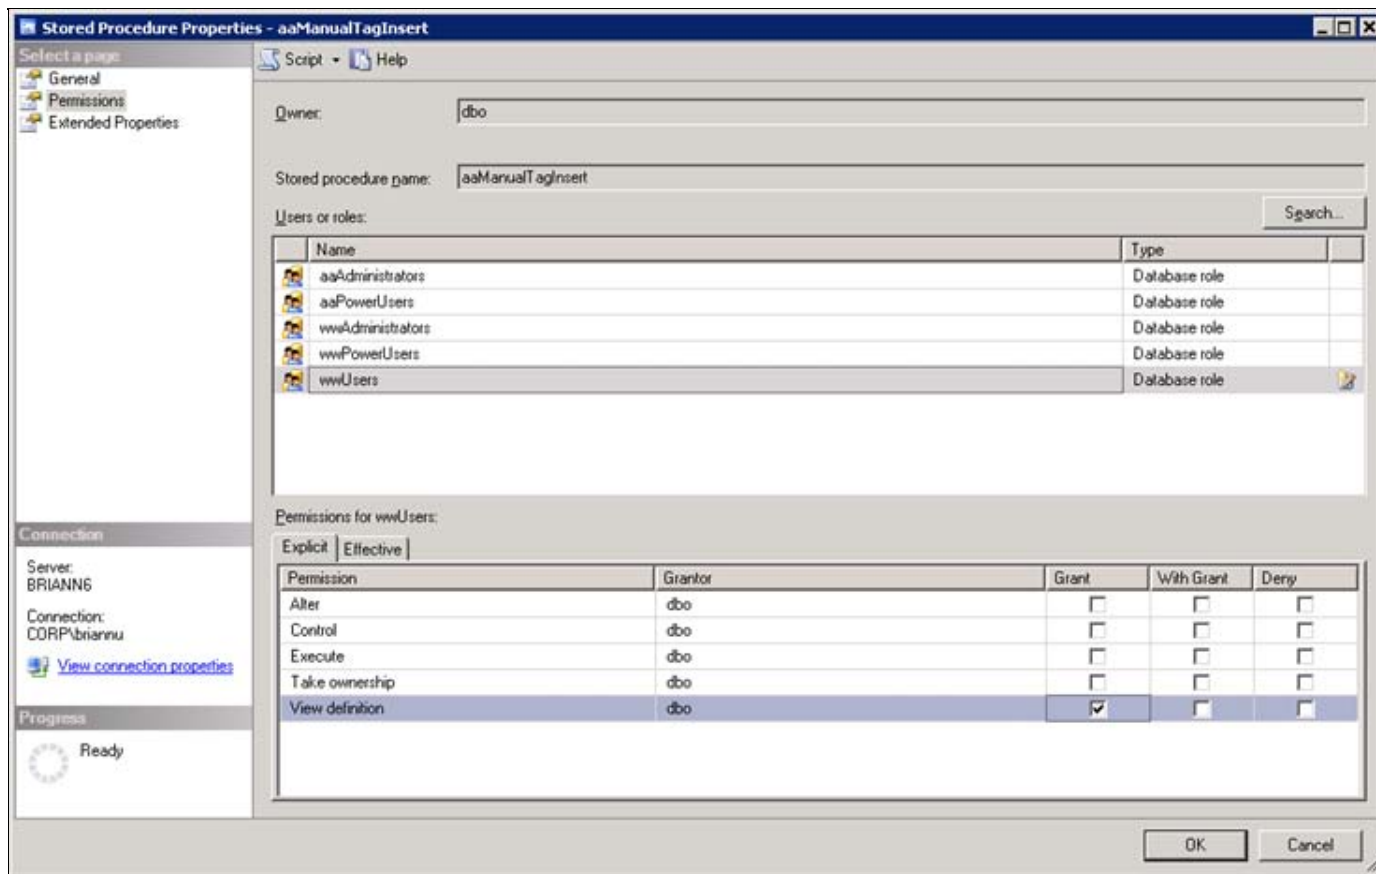 Stored Procedure Properties - aaManualTagInsert
Select a page
General
Permissions
Extended Properties
Script Help
Owner: dbo
Stored procedure name: aaManualTagInsert
Users or roles: Search...
Name Type
aaAdministrators Database role
aaPowerUsers Database role
wwAdministrators Database role
wwPowerUsers Database role
wwUsers Database role
Permissions for wwUsers:
Explicit Effective
Permission Grantor Grant With Grant Deny
Alter dbo
Control dbo
Execute dbo
Take ownership dbo
View definition dbo
Connection
Server:
BRIANN6
Connection:
CORP\briannu
View connection properties
Progress
Ready
OK Cancel